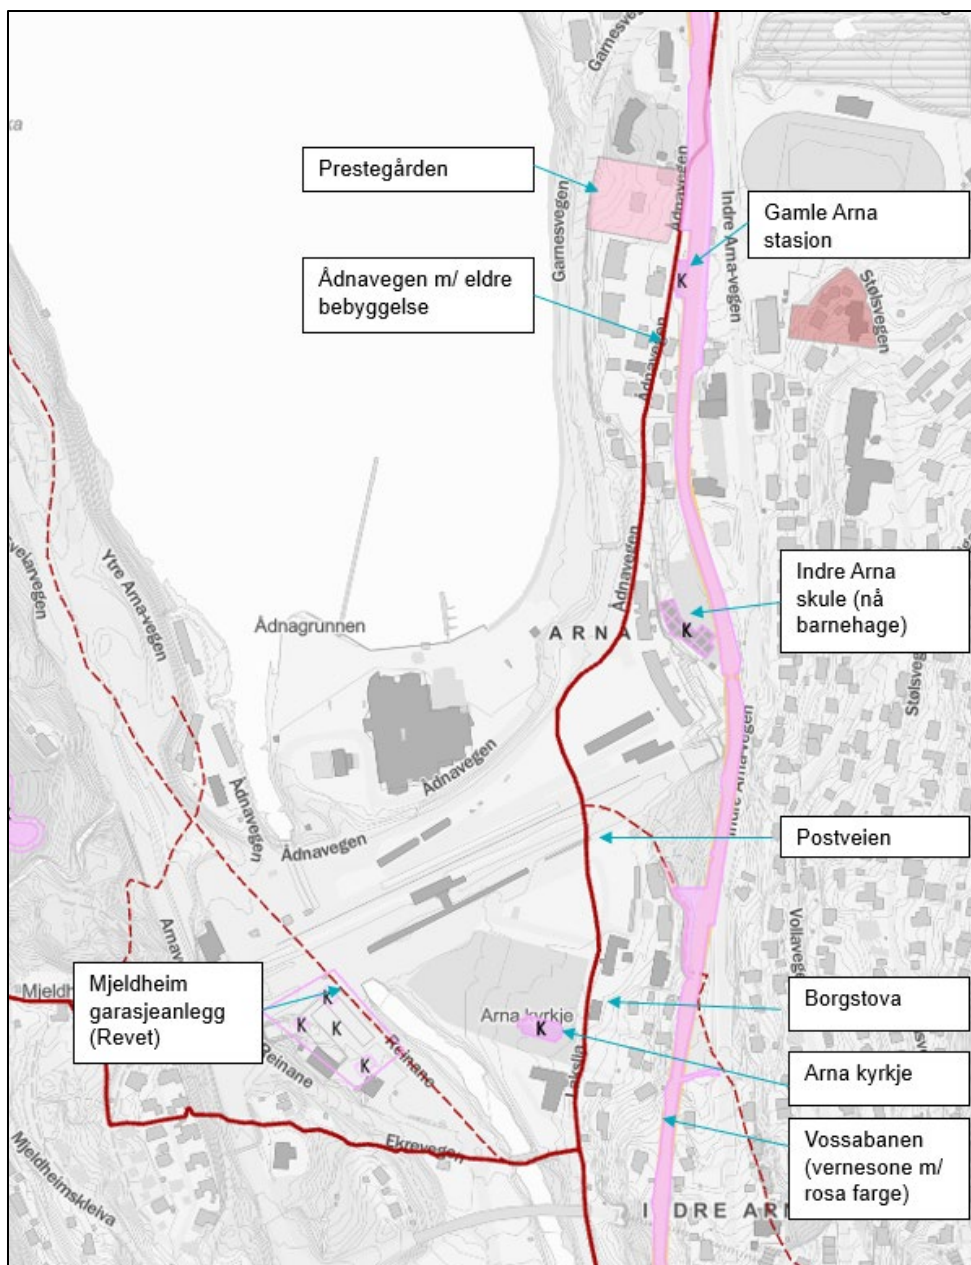 Garnesvegen
Prestegården
Ådnavegen
Garnesvegen
Indre Arna-vegen
Gamle Arna
stasjon
Ådnavegen m/ eldre
bebyggelse
K
Stølsvegen
Ådnavegen
Ytre Arna-vegen
Ådnavegen
Indre Arna
skule (nå
barnehage)
Ådnagrunnen
ARNA
K
Stølsvegen
Indre Arna-vegen
Ådnavegen
Ådnavegen
Ådnavegen
Postveien
Vollavegen
Mjeldheim
garasjeanlegg
(Revet)
K
K
K
K
Reinane
Reinane
Arna kyrkje
K
Borgstova
Arna kyrkje
Lakslia
Vossabanen
(vernesone m/
rosa farge)
Ekrevegen
Mjeldheimskleiva